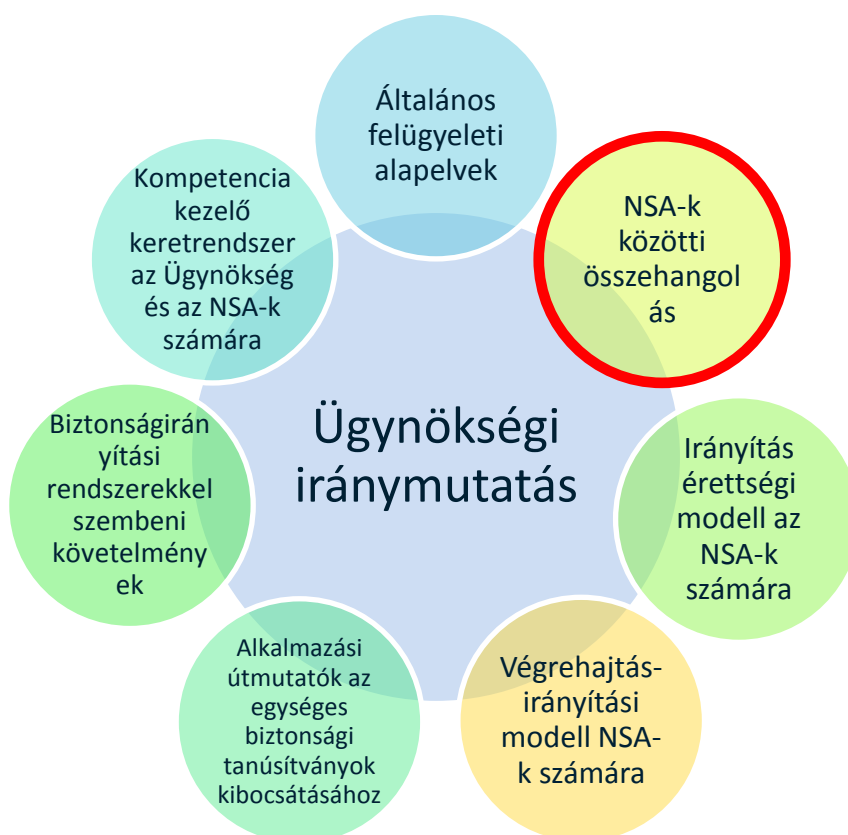 Általános
felügyeleti
alapelvek
NSA-k
közötti
összehangol
ás
Irányítás
érettségi
modell az
NSA-k
számára
Végrehajtás-
irányítási
modell NSA-
k számára
Alkalmazási
útmutatók az
egységes
biztonsági
tanúsítványok
kibocsátásához
Biztonságirán
yítási
rendszerekkel
szembeni
követelmény
ek
Kompetencia
kezelő
keretrendszer
az Ügynökség
és az NSA-k
számára
Ügynökségi
iránymutatás